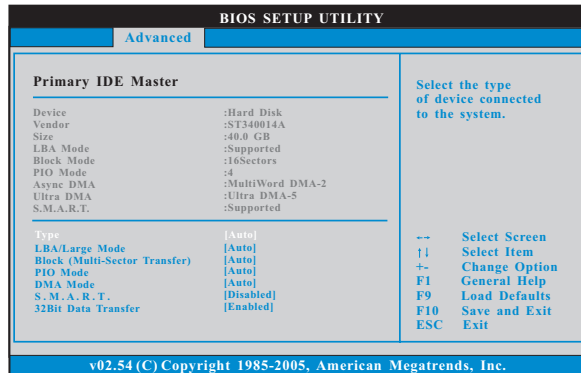 BIOS SETUP UTILITY
Advanced
Primary IDE Master
Device :Hard Disk
Vendor :ST340014A
Size :40.0 GB
LBA Mode :Supported
Block Mode :16Sectors
PIO Mode :4
Async DMA :MultiWord DMA-2
Ultra DMA :Ultra DMA-5
S.M.A.R.T. :Supported
Type [Auto]
LBA/Large Mode [Auto]
Block (Multi-Sector Transfer) [Auto]
PIO Mode [Auto]
DMA Mode [Auto]
S.M.A.R.T. [Disabled]
32Bit Data Transfer [Enabled]
Select the type
of device connected
to the system.
←→ Select Screen
↑↓ Select Item
+- Change Option
F1 General Help
F9 Load Defaults
F10 Save and Exit
ESC Exit
v02.54 (C) Copyright 1985-2005, American Megatrends, Inc.